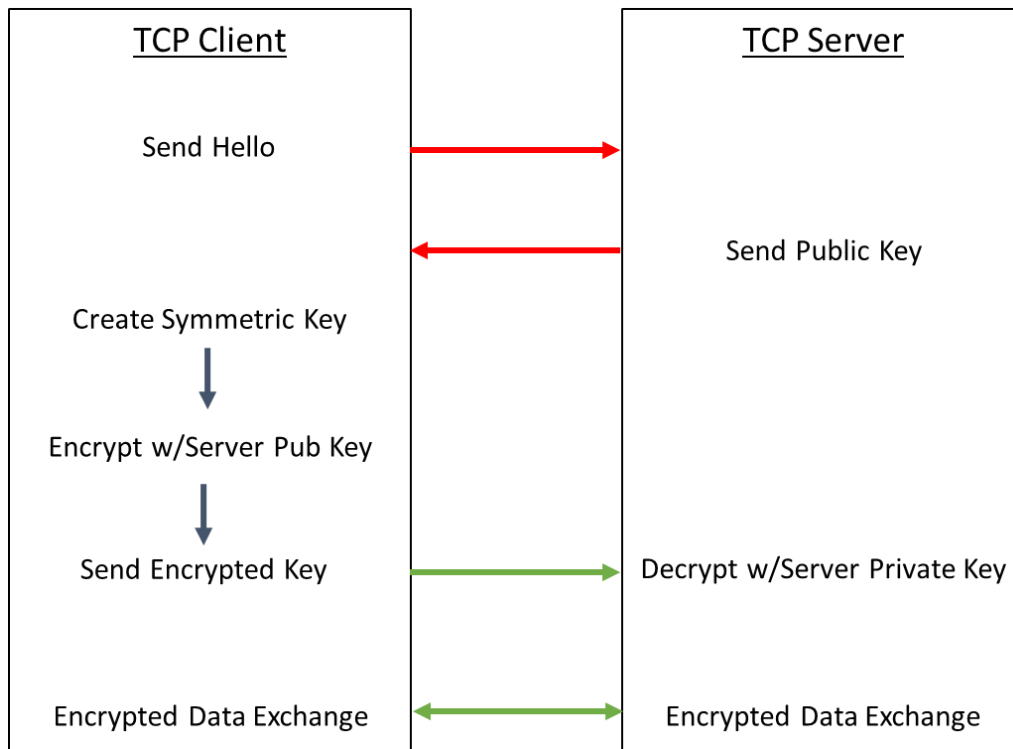 TCP Client
TCP Server
Send Hello
Send Public Key
Create Symmetric Key
Encrypt w/Server Pub Key
Send Encrypted Key
Decrypt w/Server Private Key
Encrypted Data Exchange
Encrypted Data Exchange